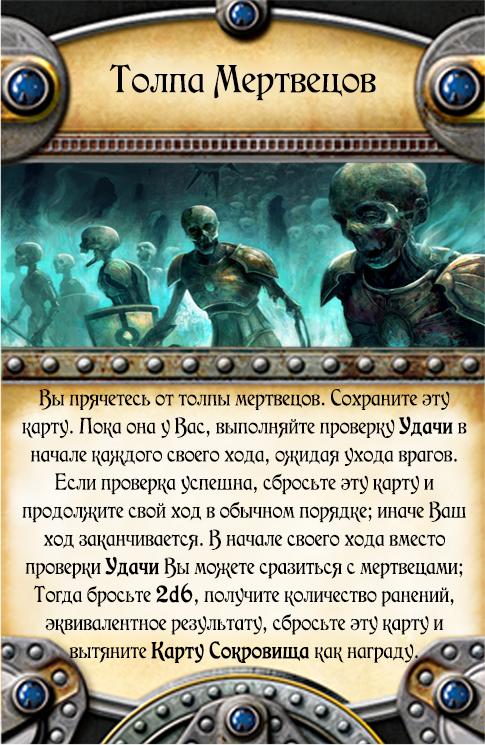 Толпа Мертвецов
Вы прячетесь от толпы мертвецов. Сохраните эту
карту. Пока она у Вас, выполняйте проверку Удачи в
начале каждого своего хода, ожидая ухода врагов.
Если проверка успешна, сбросьте эту карту и
продолжите свой ход в обычном порядке; иначе Ваш
ход заканчивается. В начале своего хода вместо
проверки Удачи Вы можете сразиться с мертвецами;
Тогда бросьте 2d6, получите количество ранений,
эквивалентное результату, сбросьте эту карту и
вытяните Карту Сокровища как награду.